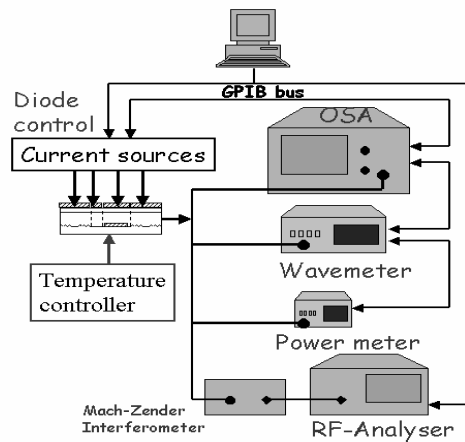 GPIB bus
Diode
control
OSA
Current sources
Wavemeter
Temperature
controller
Power meter
Mach-Zender
Interferometer
RF-Analyser